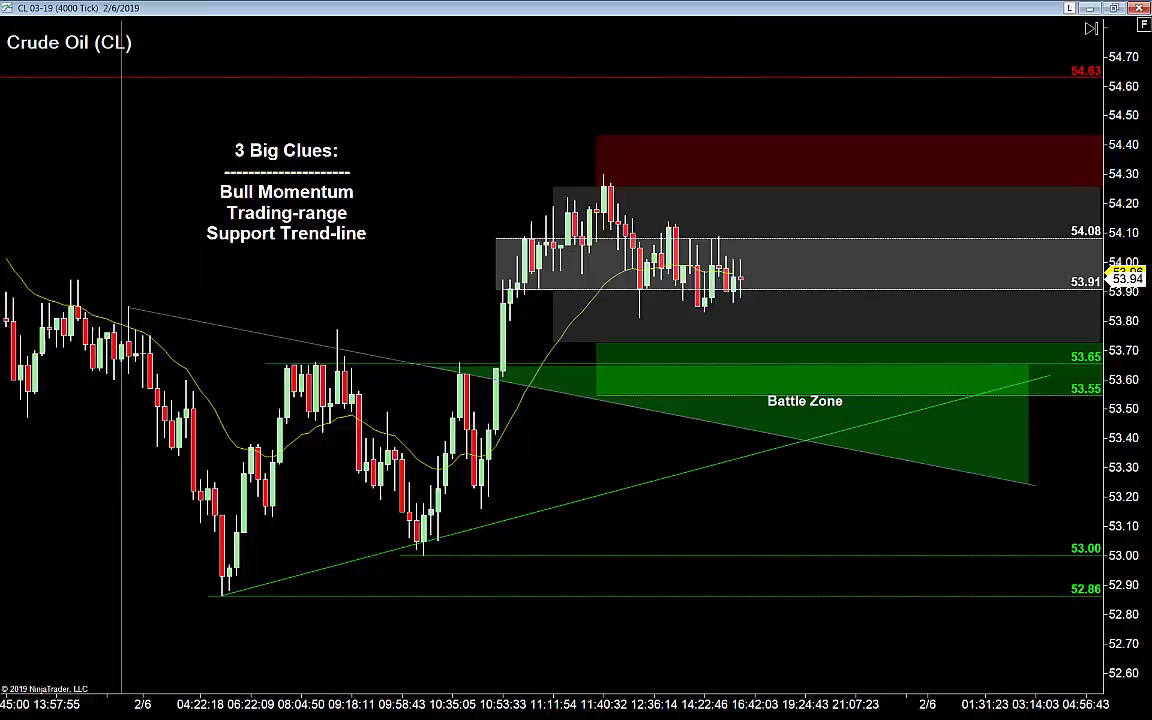 CL 03-19 (4000 Tick)  2/6/2019
L
F
Crude Oil (CL)
3 Big Clues:
---------------------
Bull Momentum
Trading-range
Support Trend-line
Battle Zone
54.63
54.08
53.91
53.65
53.55
53.00
52.86
54.70
54.60
54.50
54.40
54.30
54.20
54.10
54.00
53.94
53.90
53.80
53.70
53.60
53.50
53.40
53.30
53.20
53.10
53.00
52.90
52.80
52.70
52.60
© 2019 NinjaTrader, LLC
45:00 13:57:55 2/6 04:22:18 06:22:09 08:04:50 09:18:11 09:58:43 10:35:05 10:53:33 11:11:54 11:40:32 12:36:14 14:22:46 16:42:03 19:24:43 21:07:23 2/6 01:31:23 03:14:03 04:56:43